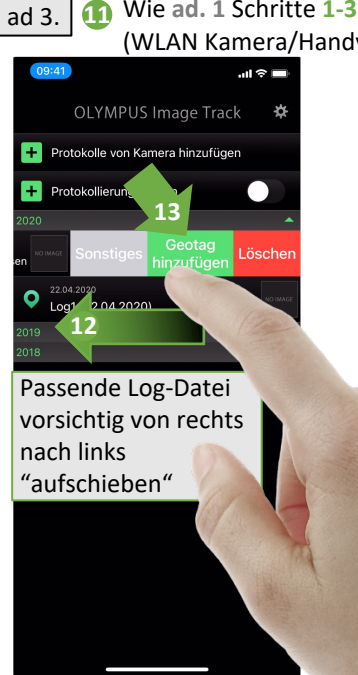 ad 3.
11 Wie ad. 1 Schritte 1-3
(WLAN Kamera/Handy
09:41
OLYMPUS Image Track
Protokolle von Kamera hinzufügen
Protokollierung
13
2020
sen
NO IMAGE
Sonstiges
Geotag
hinzufügen
Löschen
22.04.2020
NO IMAGE
2.04.2020)
12
2019
2018
Passende Log-Datei
vorsichtig von rechts
nach links
“aufschieben“